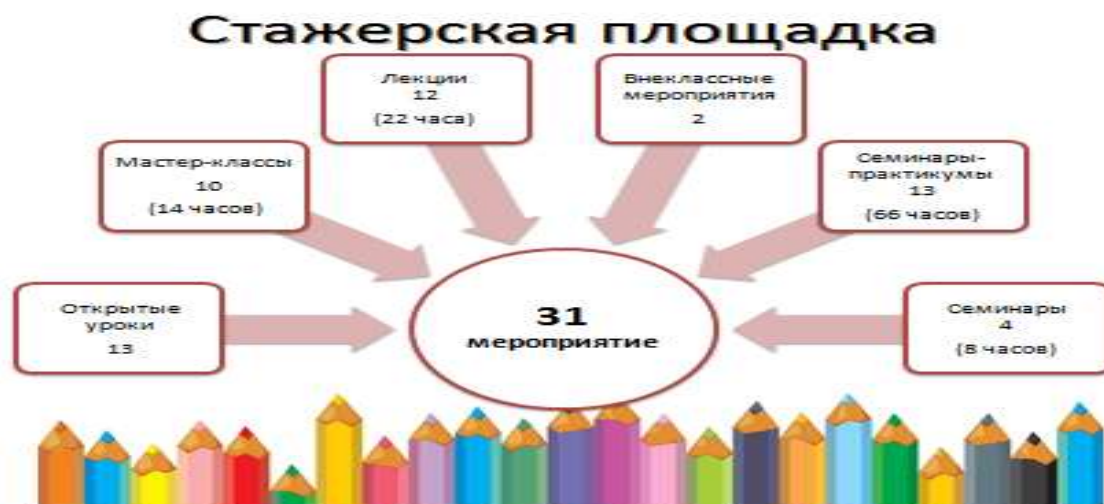 Стажерская площадка
Лекции
12
(22 часа)
Внеклассные
мероприятия
2
Мастер-классы
10
(14 часов)
Семинары-
практикумы
13
(66 часов)
Открытые
уроки
13
31
мероприятие
Семинары
4
(8 часов)